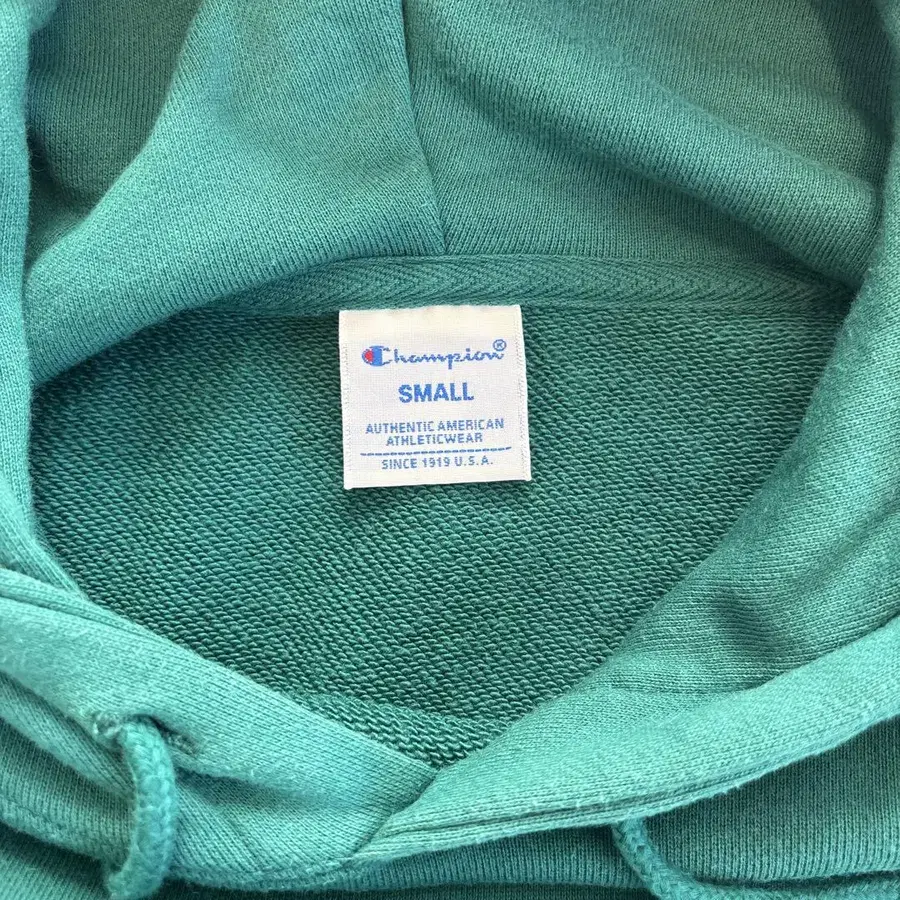 Champion®
SMALL
AUTHENTIC AMERICAN
ATHLETICWEAR
SINCE 1919 U.S.A.